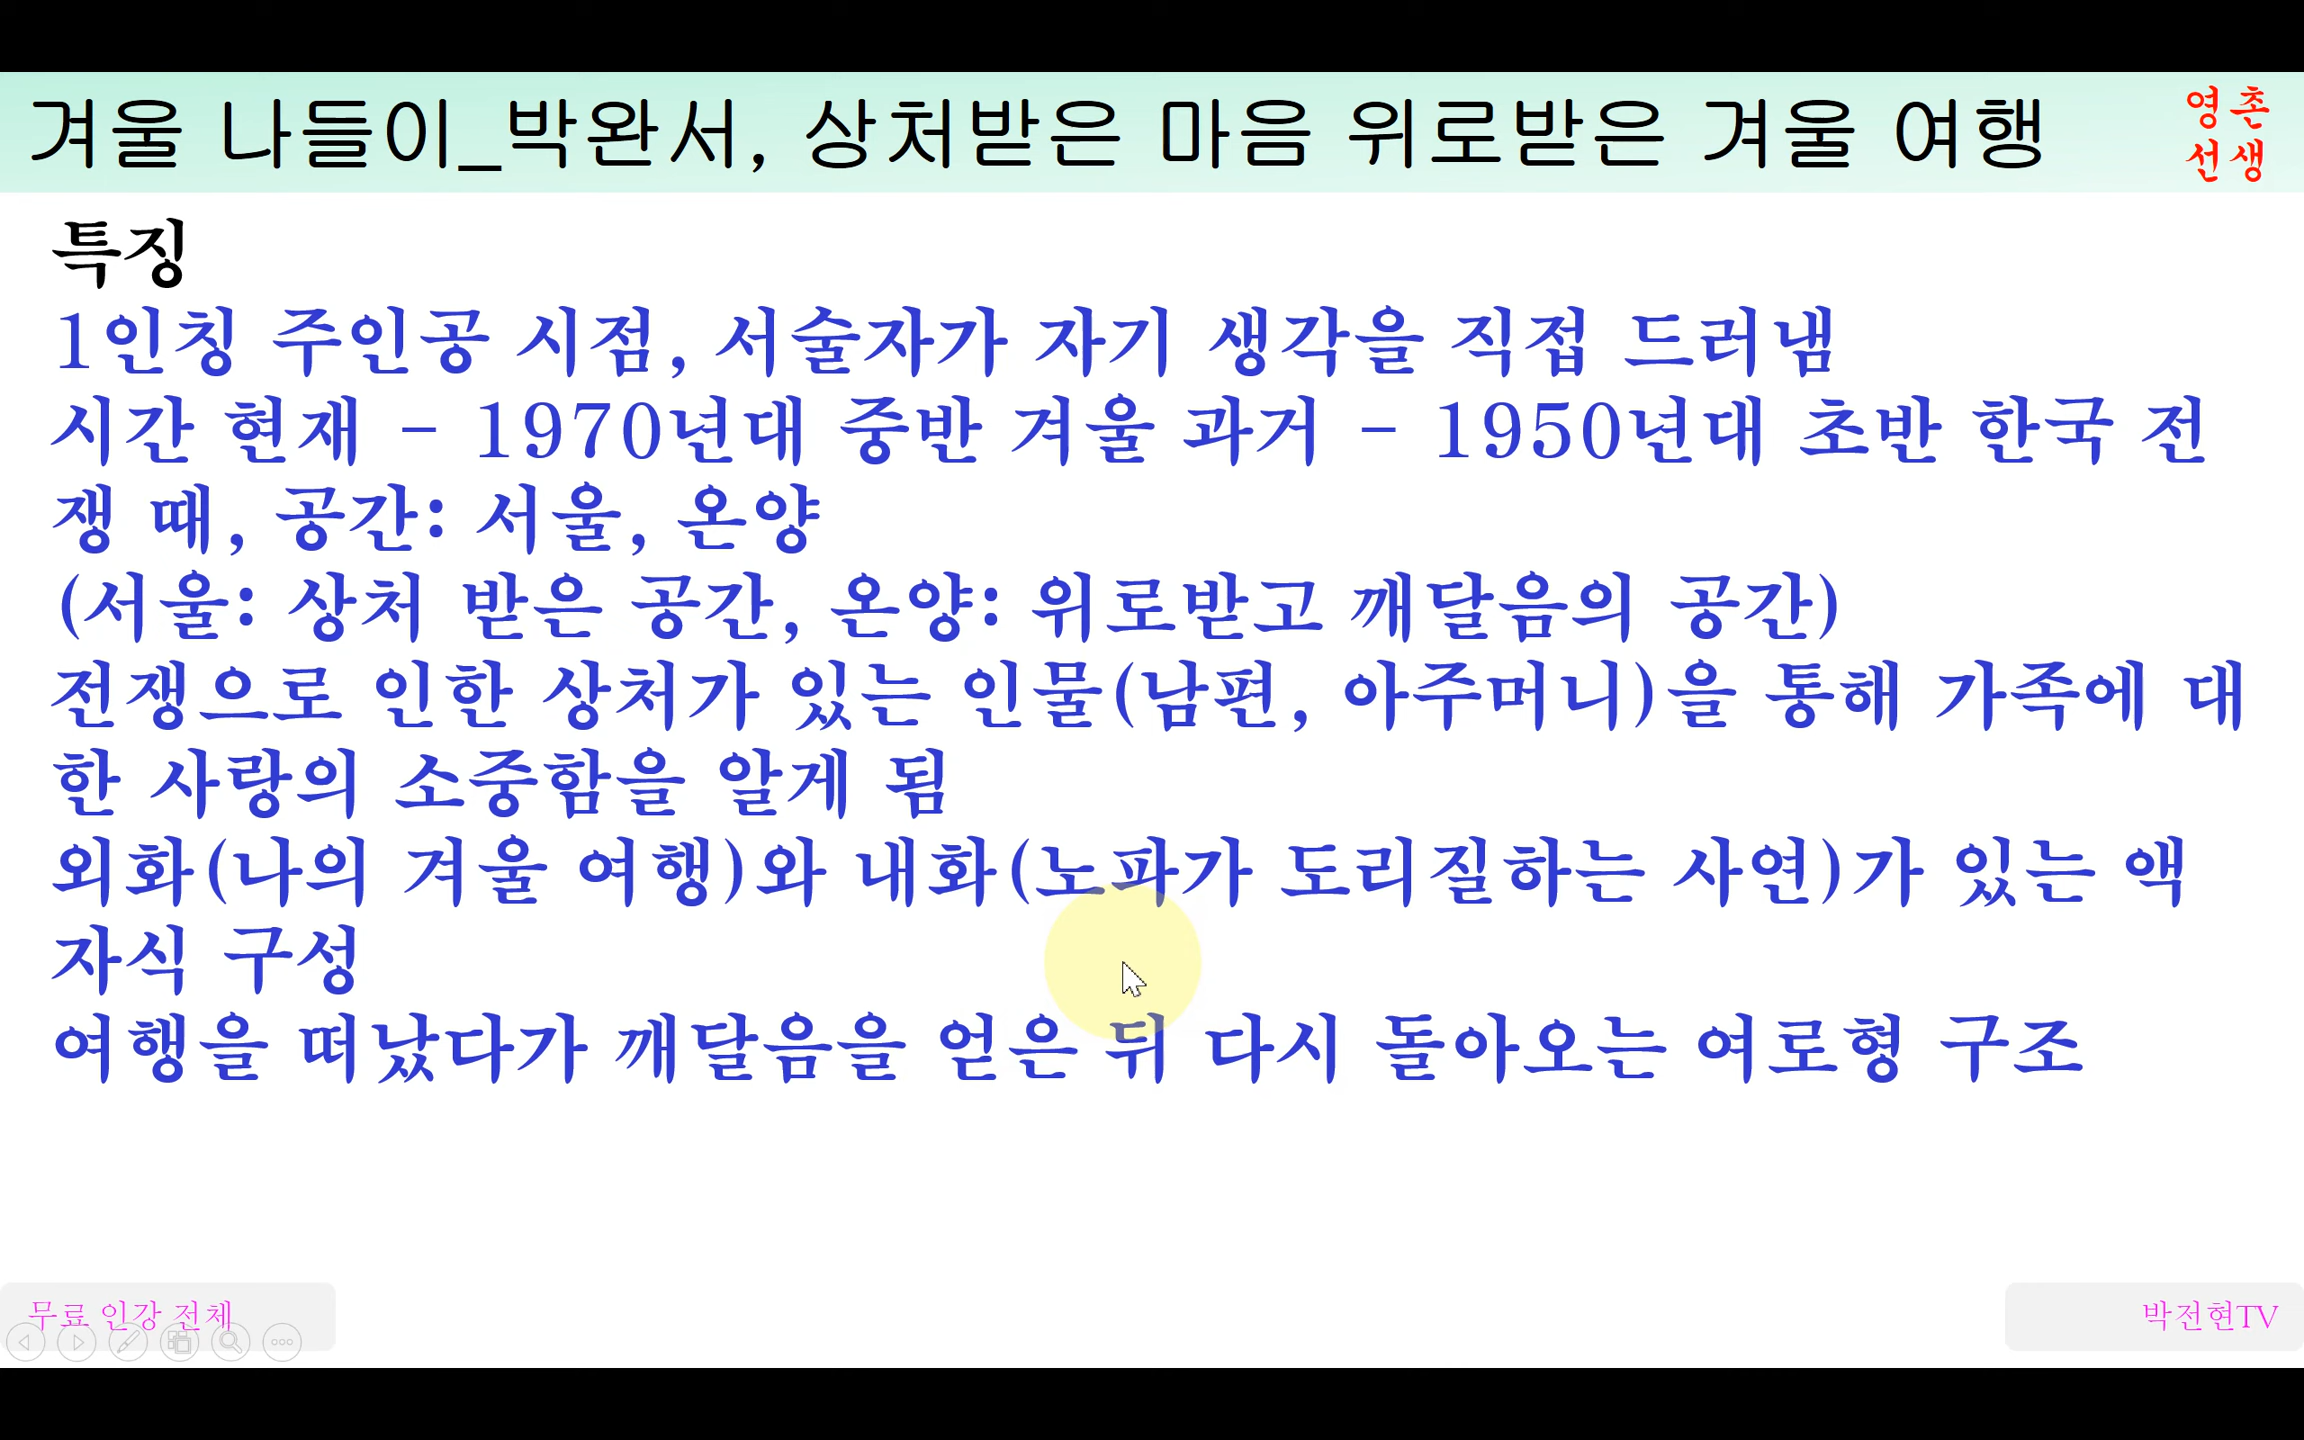 겨울 나들이_박완서, 상처받은 마음 위로받은 겨울 여행
영촌
선생
특징
1인칭 주인공 시점, 서술자가 자기 생각을 직접 드러냄
시간 현재 - 1970년대 중반 겨울 과거 - 1950년대 초반 한국 전
쟁 때, 공간: 서울, 온양
(서울: 상처 받은 공간, 온양: 위로받고 깨달음의 공간)
전쟁으로 인한 상처가 있는 인물(남편, 아주머니)을 통해 가족에 대
한 사랑의 소중함을 알게 됨
외화(나의 겨울 여행)와 내화(노파가 도리질하는 사연)가 있는 액
자식 구성
여행을 떠났다가 깨달음을 얻은 뒤 다시 돌아오는 여로형 구조
무료 인강 전체
박전현TV